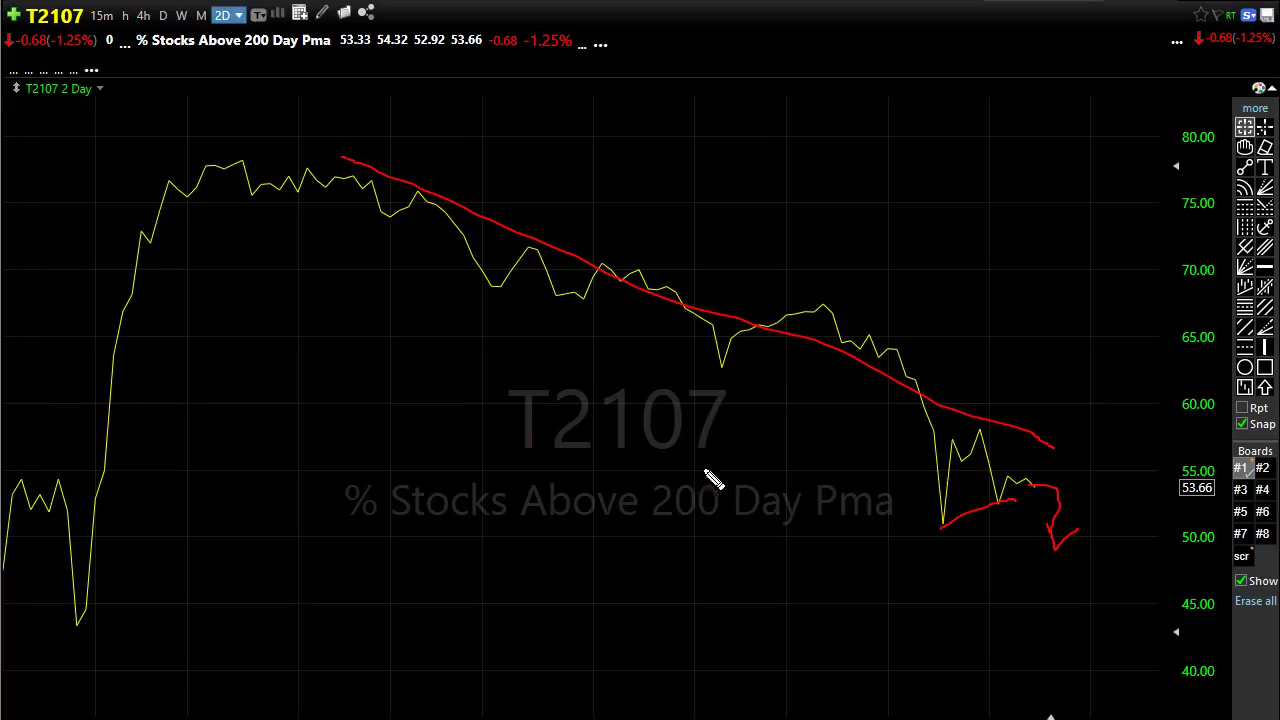 T2107 15m h 4h D W M 2D RT
-0.68(-1.25%) 0 ... % Stocks Above 200 Day Pma 53.33 54.32 52.92 53.66 -0.68 -1.25% ... ... ... -0.68(-1.25%)
... ... ... ... ... ...
T2107 2 Day
more
80.00
75.00
70.00
65.00
60.00
55.00
53.66
50.00
45.00
40.00
T2107
% Stocks Above 200 Day Pma
Rpt
Snap
Boards
#1 #2
#3 #4
#5 #6
#7 #8
scr
Show
Erase all